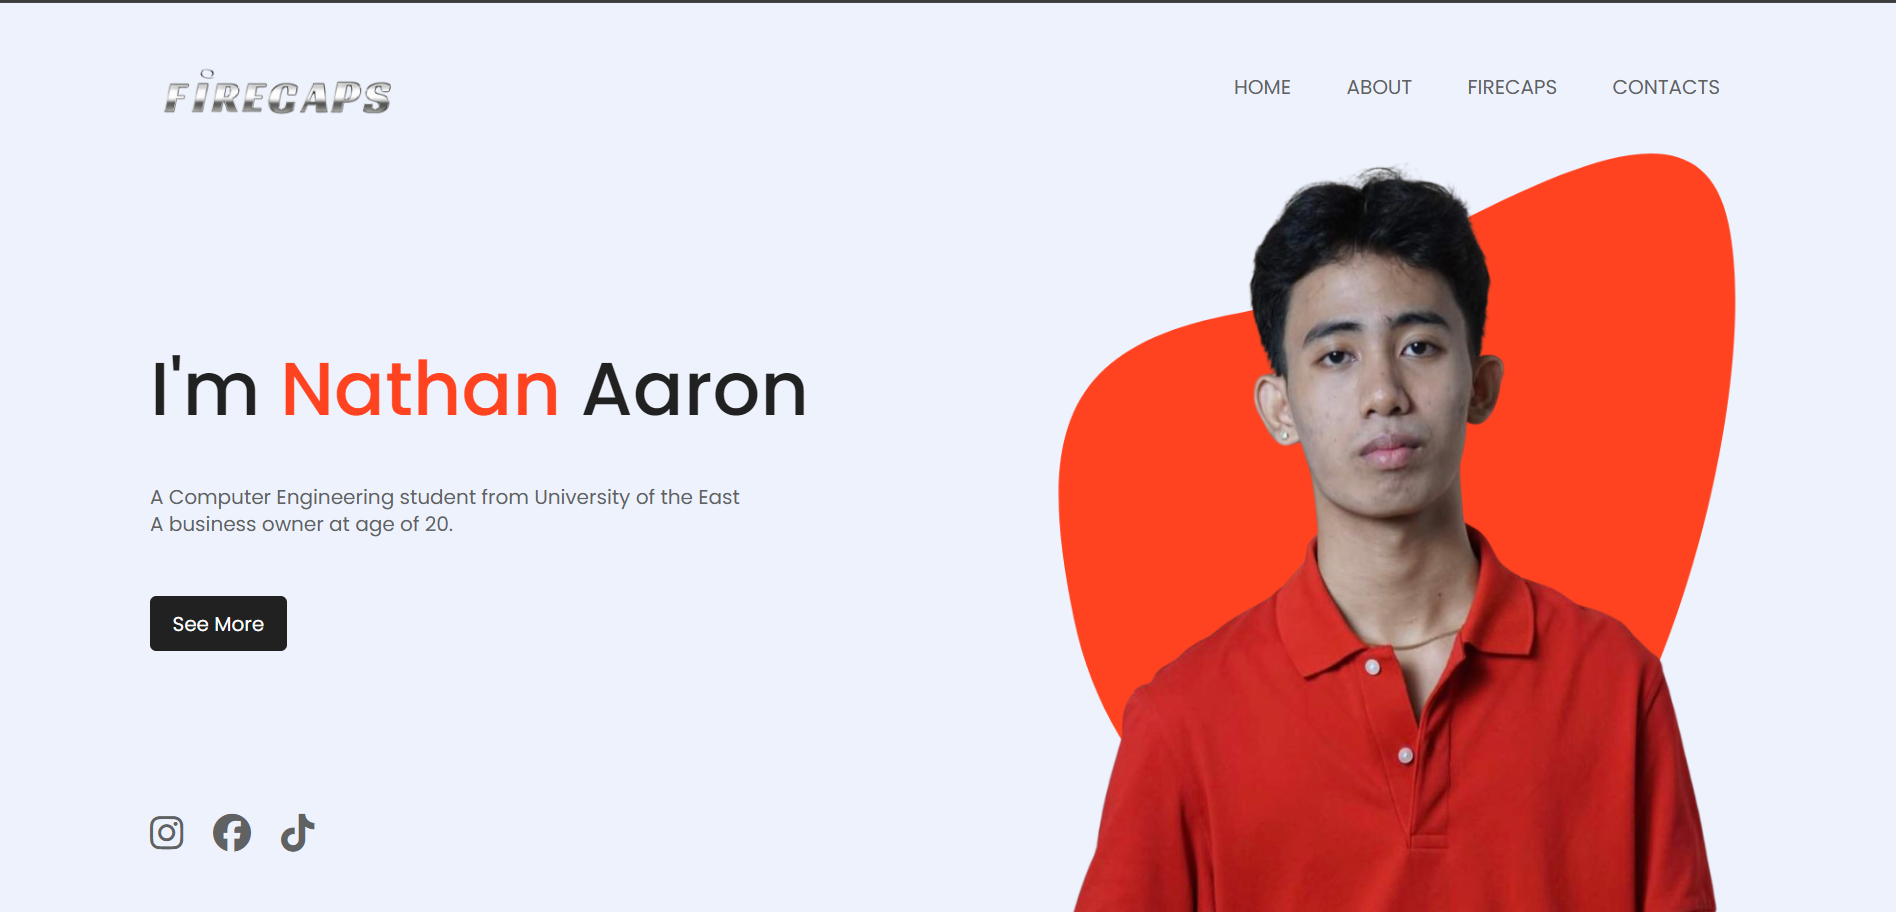 FiRECAPS
HOME ABOUT FIRECAPS CONTACTS
I'm Nathan Aaron
A Computer Engineering student from University of the East
A business owner at age of 20.
See More